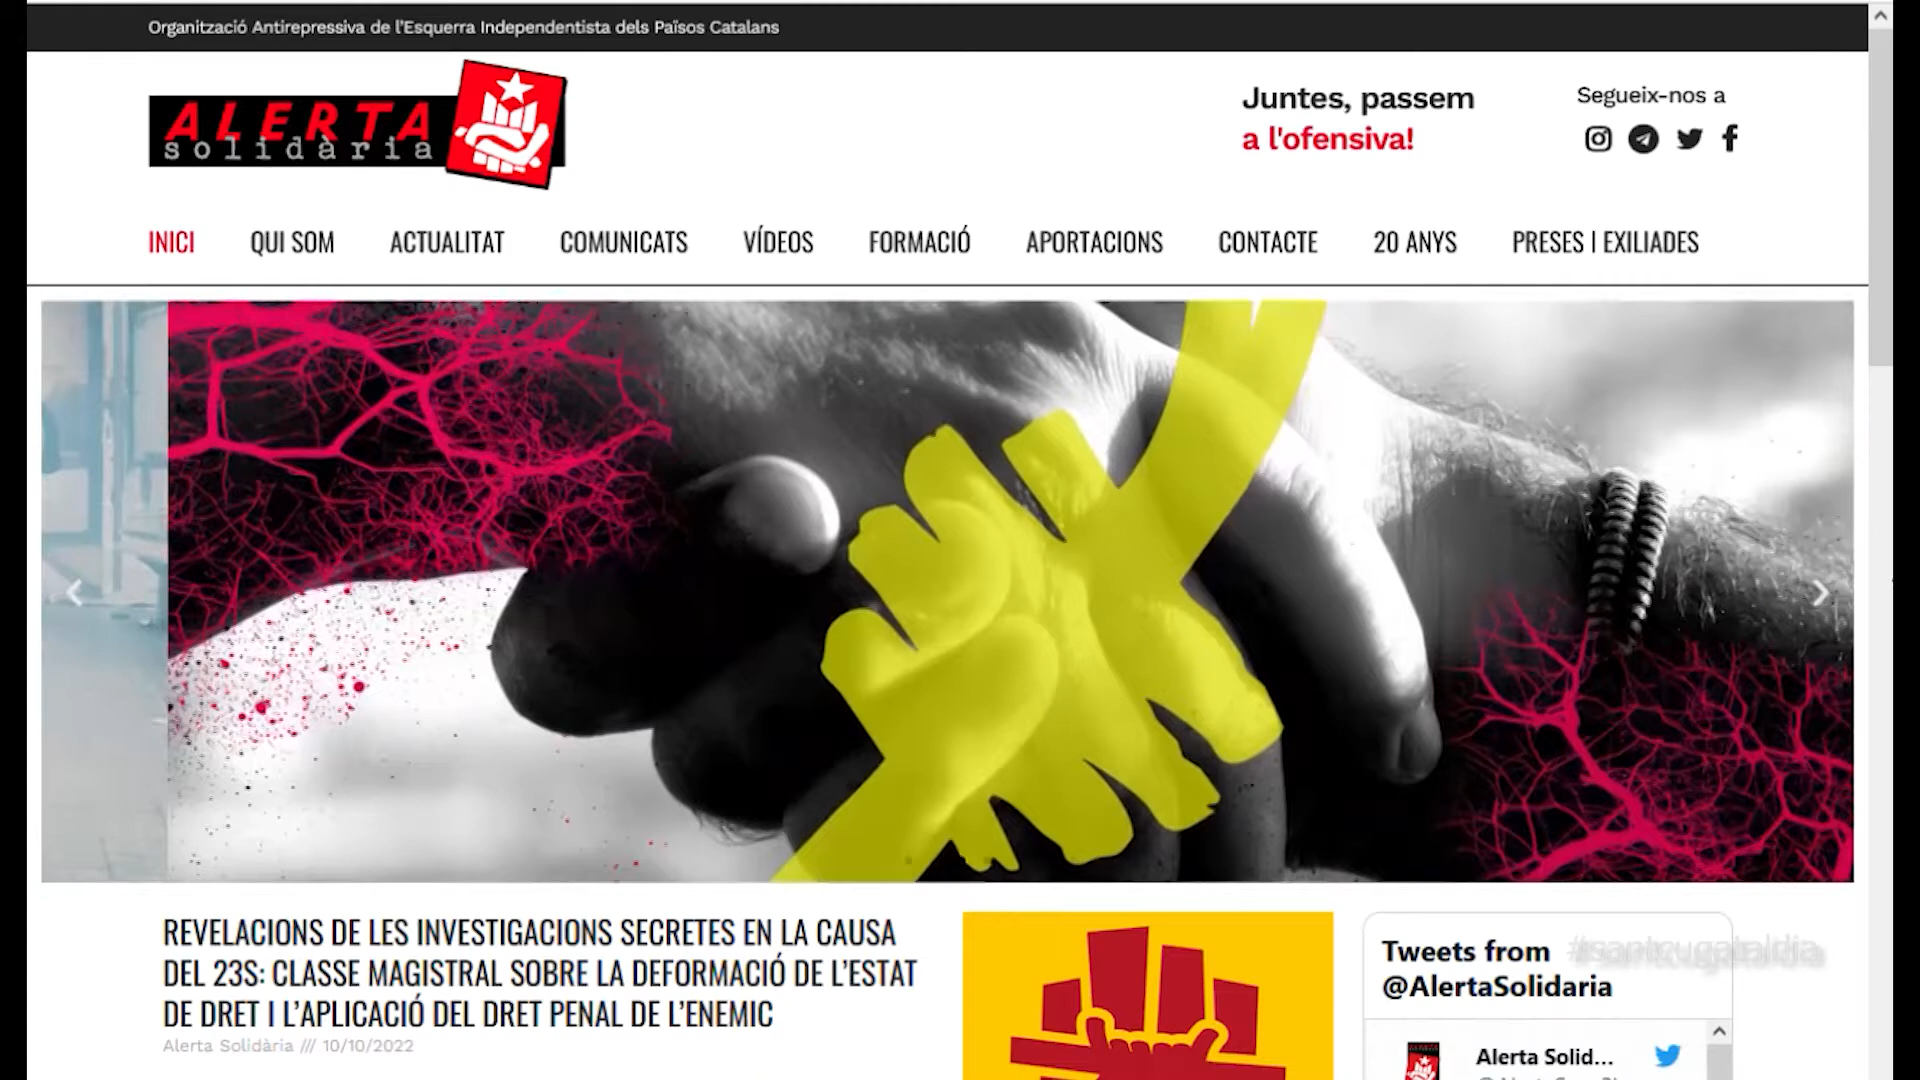 Organització Antirepressiva de l'Esquerra Independentista dels Països Catalans
ALERTA
solidària
Juntes, passem
a l'ofensiva!
Segueix-nos a
INICI
QUI SOM
ACTUALITAT
COMUNICATS
VÍDEOS
FORMACIÓ
APORTACIONS
CONTACTE
20 ANYS
PRESES I EXILIADES
REVELACIONS DE LES INVESTIGACIONS SECRETES EN LA CAUSA
DEL 23S: CLASSE MAGISTRAL SOBRE LA DEFORMACIÓ DE L'ESTAT
DE DRET I L'APLICACIÓ DEL DRET PENAL DE L'ENEMIC
Alerta Solidària /// 10/10/2022
Tweets from
@AlertaSolidaria
#santcugataldia
Alerta Solid...